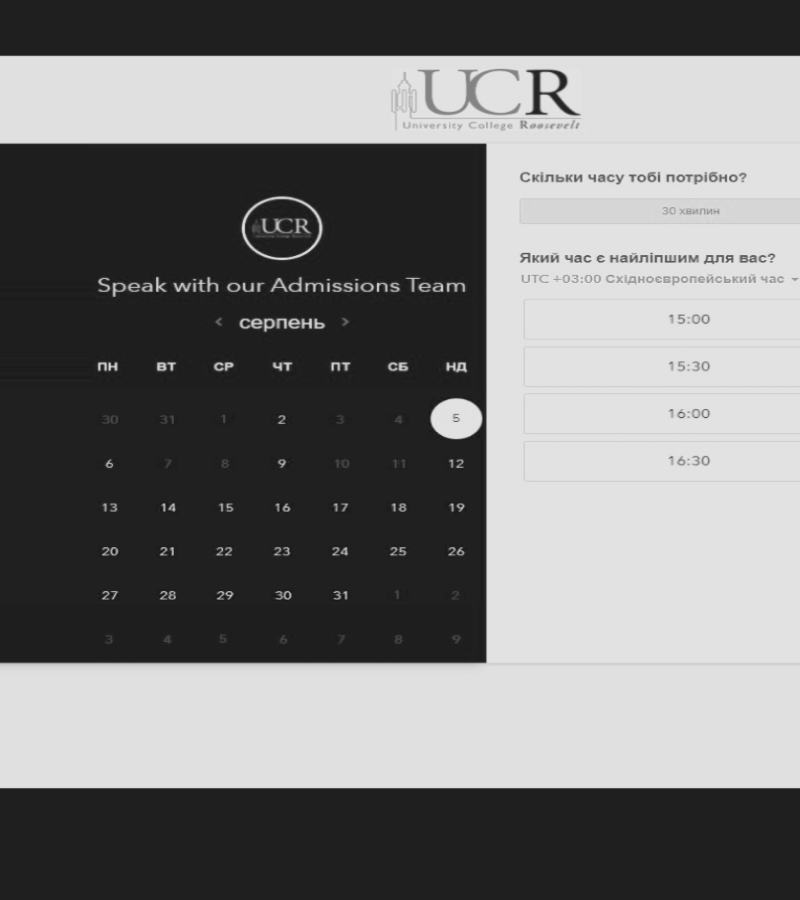 UCR
University College Roosevelt
UCR
Speak with our Admissions Team
< серпень >
ПН ВТ СР ЧТ ПТ СБ НД
30 31 1 2 3 4 5
6 7 8 9 10 11 12
13 14 15 16 17 18 19
20 21 22 23 24 25 26
27 28 29 30 31 1 2
3 4 5 6 7 8 9
Скільки часу тобі потрібно?
30 хвилин
Який час є найліпшим для вас?
UTC +03:00 Східноєвропейський час
15:00
15:30
16:00
16:30